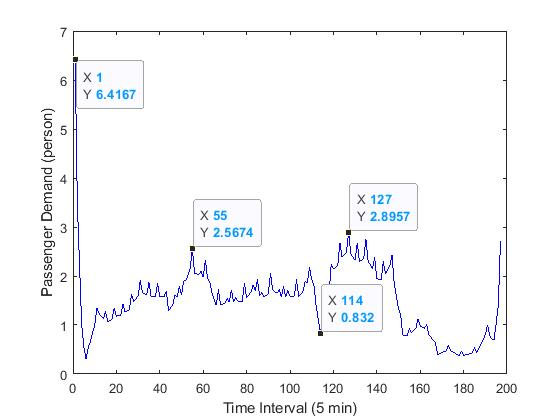 7
6
5
4
3
2
1
0
Passenger Demand (person)
X 1
Y 6.4167
X 55
Y 2.5674
X 127
Y 2.8957
X 114
Y 0.832
0 20 40 60 80 100 120 140 160 180 200
Time Interval (5 min)